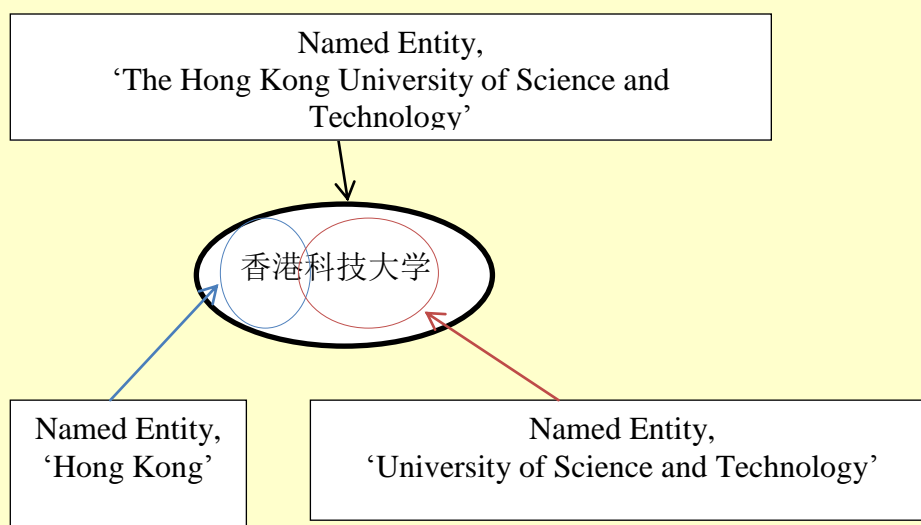 Named Entity,
‘The Hong Kong University of Science and
Technology’
香港科技大学
Named Entity,
‘Hong Kong’
Named Entity,
‘University of Science and Technology’